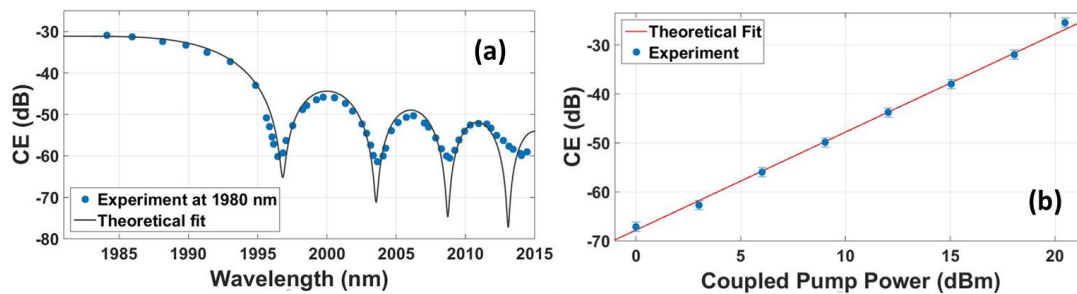 -30
-40
-50
-60
-70
-80
CE (dB)
(a)
Experiment at 1980 nm
Theoretical fit
1985 1990 1995 2000 2005 2010 2015
Wavelength (nm)
-30
-40
-50
-60
-70
CE (dB)
Theoretical Fit
Experiment
(b)
0 5 10 15 20
Coupled Pump Power (dBm)